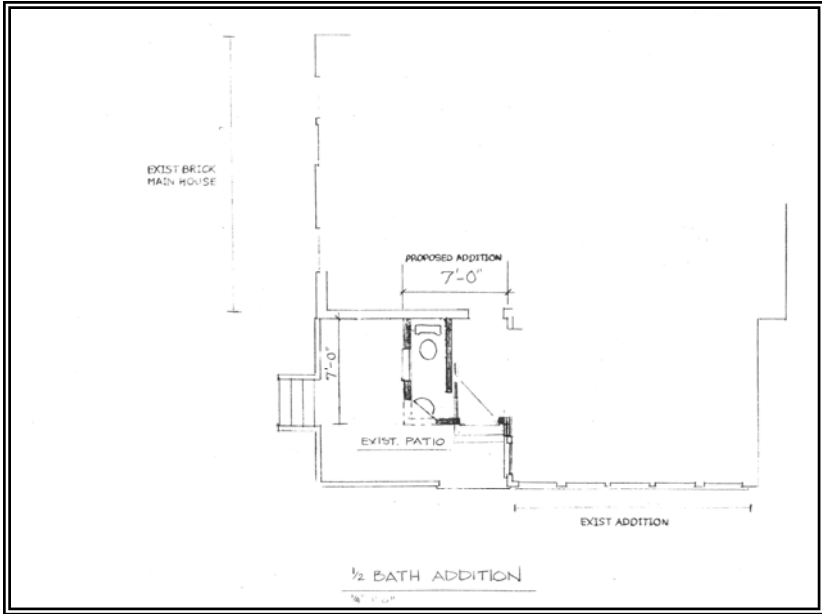 EXIST BRICK
MAIN HOUSE
PROPOSED ADDITION
7'-0"
7'-0"
EXIST. PATIO
EXIST ADDITION
1/2 BATH ADDITION